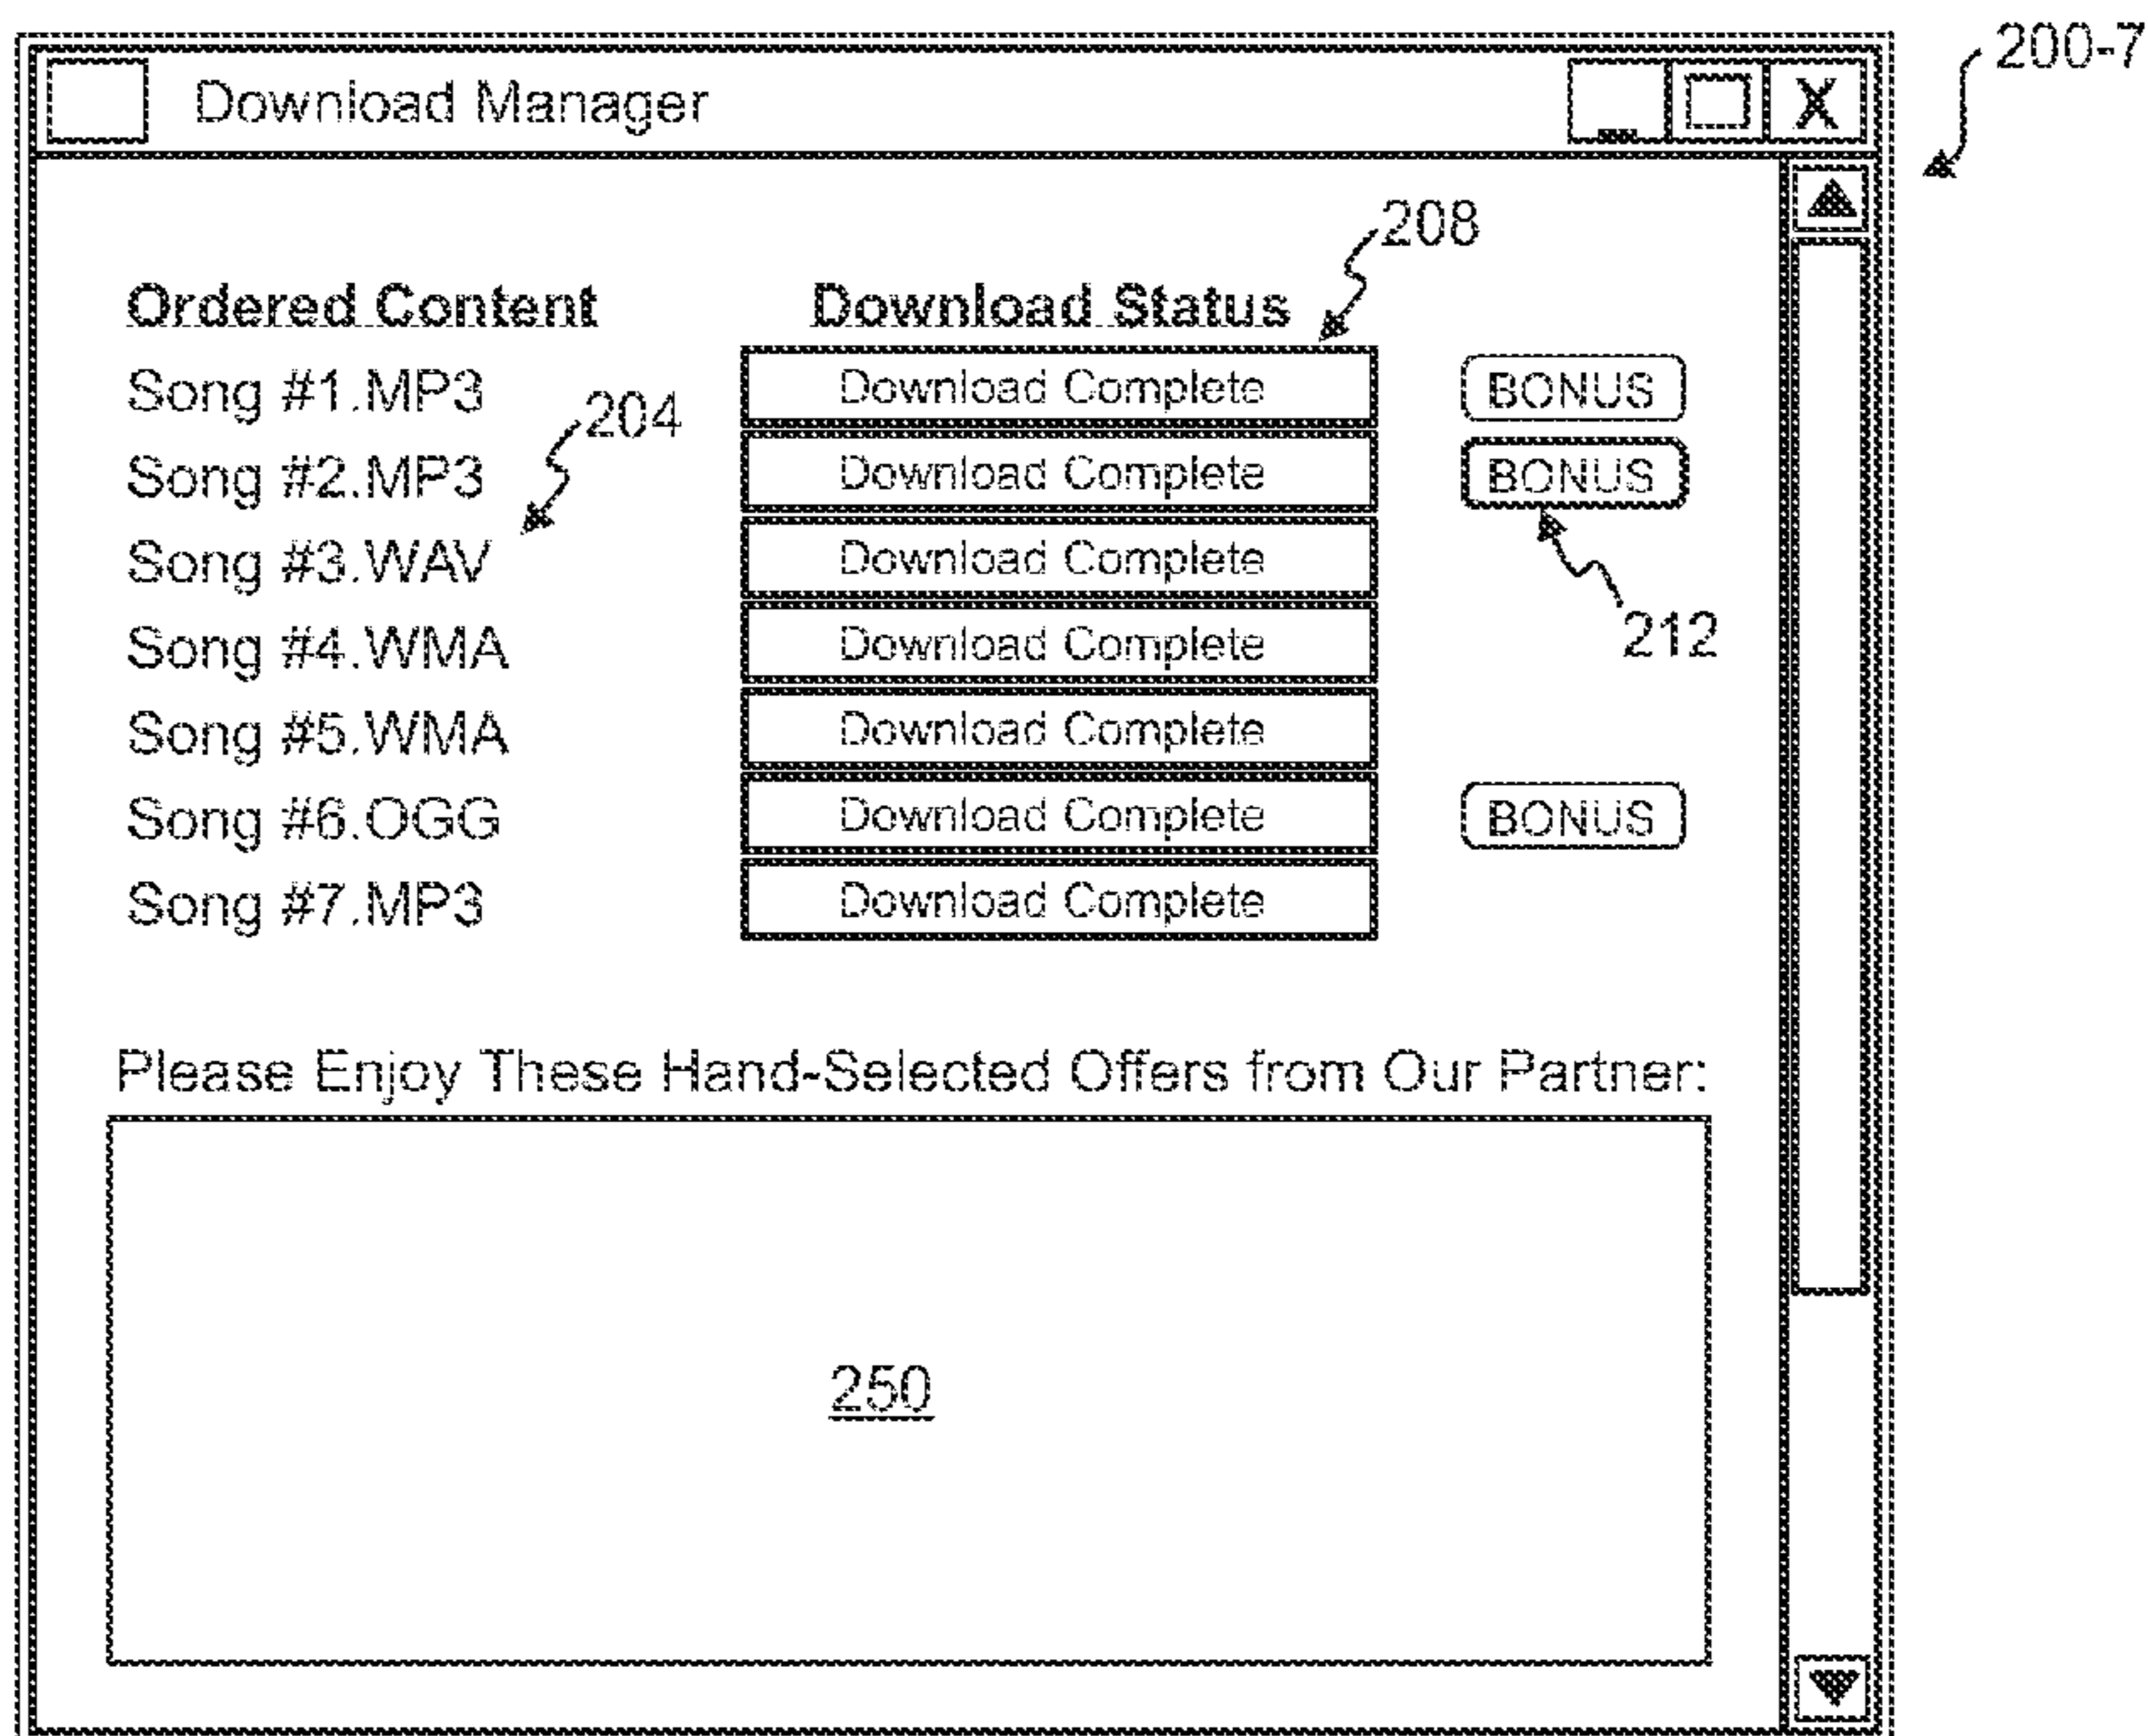 200-7
Download Manager X
208
Ordered Content Download Status
Song #1.MP3 Download Complete BONUS
204
Song #2.MP3 Download Complete BONUS
Song #3.WAV Download Complete
212
Song #4.WMA Download Complete
Song #5.WMA Download Complete
Song #6.OGG Download Complete BONUS
Song #7.MP3 Download Complete
Please Enjoy These Hand-Selected Offers from Our Partner:
250